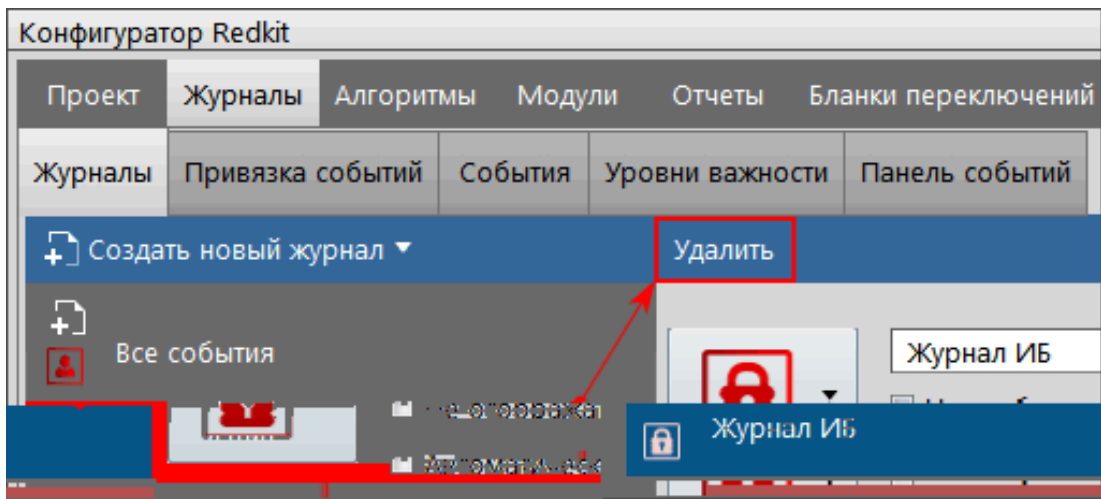 Конфигуратор Redkit
Проект Журналы Алгоритмы Модули Отчеты Бланки переключений
Журналы Привязка событий События Уровни важности Панель событий
Создать новый журнал Удалить
Все события
Журнал ИБ
Журнал ИБ